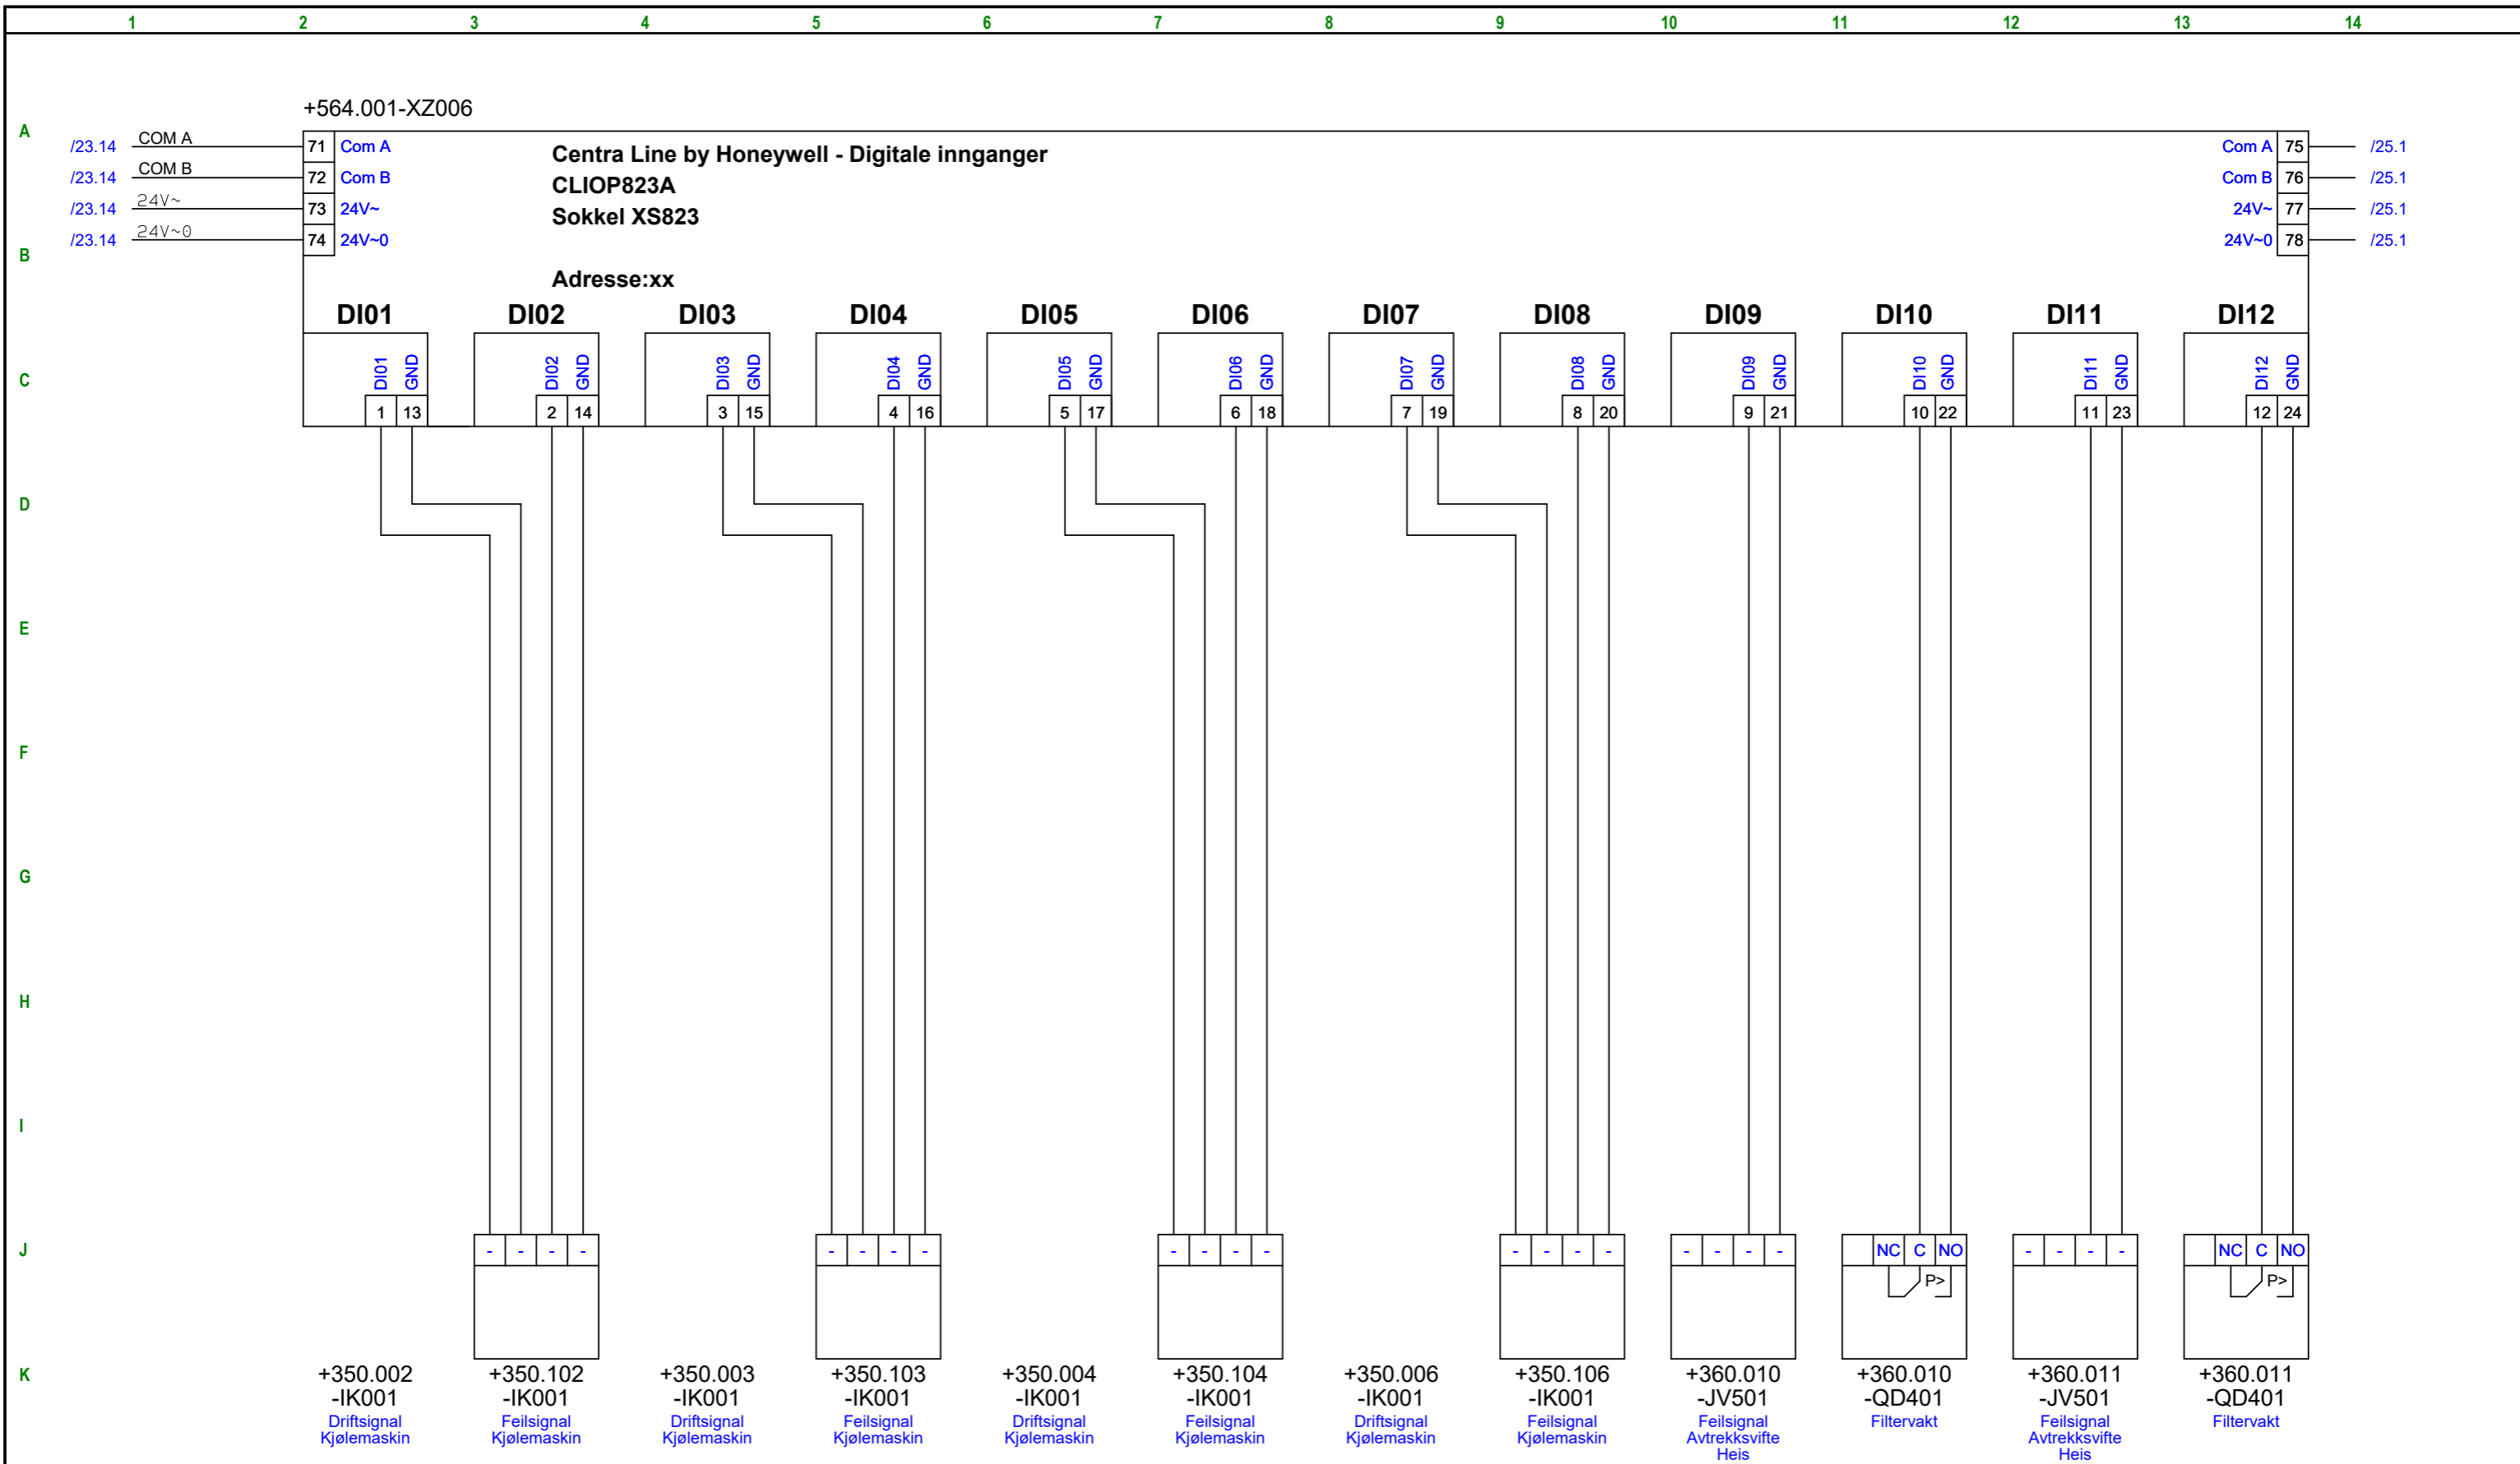 1 2 3 4 5 6 7 8 9 10 11 12 13 14
+564.001-XZ006
A
/23.14 COM A 71 Com A
Centra Line by Honeywell - Digitale innganger
Com A 75 /25.1
/23.14 COM B 72 Com B
CLIOP823A
Com B 76 /25.1
/23.14 24V~ 73 24V~
Sokkel XS823
24V~ 77 /25.1
/23.14 24V~0 74 24V~0
24V~0 78 /25.1
B
Adresse:xx
DI01 DI02 DI03 DI04 DI05 DI06 DI07 DI08 DI09 DI10 DI11 DI12
C
DI01 GND DI02 GND DI03 GND DI04 GND DI05 GND DI06 GND DI07 GND DI08 GND DI09 GND DI10 GND DI11 GND DI12 GND
1 13 2 14 3 15 4 16 5 17 6 18 7 19 8 20 9 21 10 22 11 23 12 24
D
E
F
G
H
I
J
- - - - - - - - - - - - - - - - - - - - NC C NO - - - - NC C NO
P> P>
K
+350.002 +350.102 +350.003 +350.103 +350.004 +350.104 +350.006 +350.106 +360.010 +360.010 +360.011 +360.011
-IK001 -IK001 -IK001 -IK001 -IK001 -IK001 -IK001 -IK001 -JV501 -QD401 -JV501 -QD401
Driftsignal Feilsignal Driftsignal Feilsignal Driftsignal Feilsignal Driftsignal Feilsignal Feilsignal Filtervakt Feilsignal Filtervakt
Kjølemaskin Kjølemaskin Kjølemaskin Kjølemaskin Kjølemaskin Kjølemaskin Kjølemaskin Kjølemaskin Avtrekksvifte Avtrekksvifte
Heis Heis